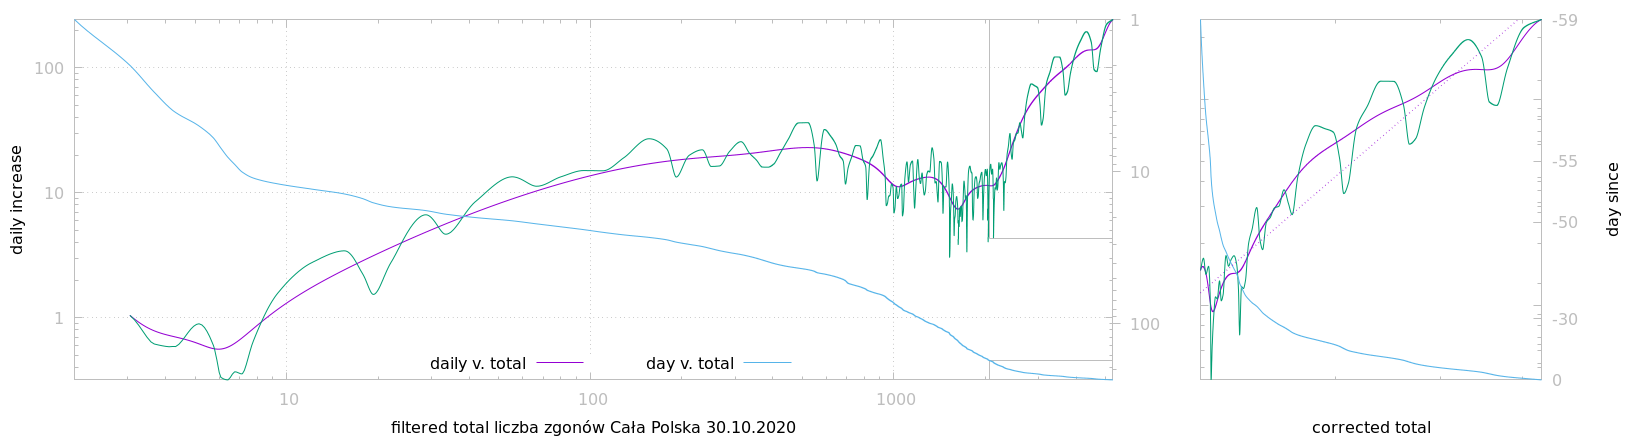 daily increase
100
10
1
daily v. total
day v. total
10
100
1000
filtered total liczba zgonów Cała Polska 30.10.2020
1
10
100
-59
-55
-50
-30
0
day since
corrected total